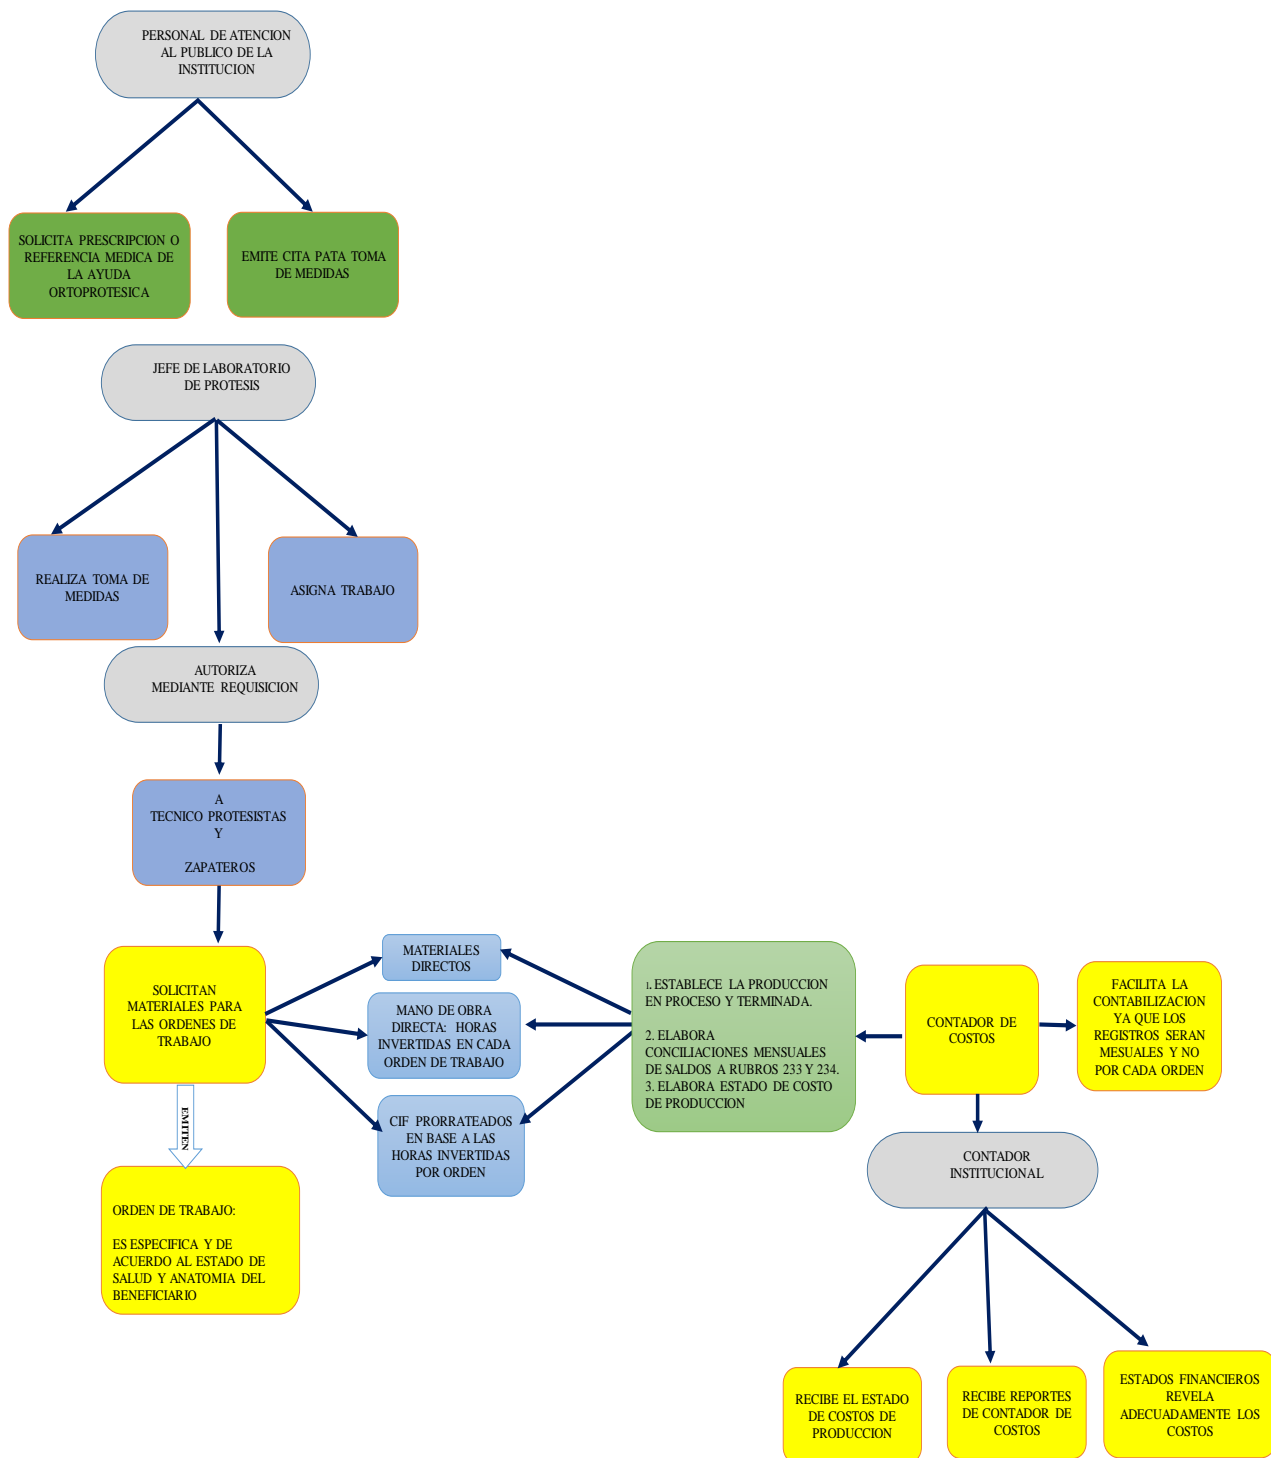 PERSONAL DE ATENCION
AL PUBLICO DE LA
INSTITUCION
SOLICITA PRESCRIPCION O
REFERENCIA MEDICA DE
LA AYUDA
ORTOPROTESICA
EMITE CITA PATA TOMA
DE MEDIDAS
JEFE DE LABORATORIO
DE PROTESIS
REALIZA TOMA DE
MEDIDAS
ASIGNA TRABAJO
AUTORIZA
MEDIANTE REQUISICION
A
TECNICO PROTESISTAS
Y
ZAPATEROS
SOLICITAN
MATERIALES PARA
LAS ORDENES DE
TRABAJO
EMITEN
ORDEN DE TRABAJO:
ES ESPECIFICA Y DE
ACUERDO AL ESTADO DE
SALUD Y ANATOMIA DEL
BENEFICIARIO
MATERIALES
DIRECTOS
MANO DE OBRA
DIRECTA: HORAS
INVERTIDAS EN CADA
ORDEN DE TRABAJO
CIF PRORRATEADOS
EN BASE A LAS
HORAS INVERTIDAS
POR ORDEN
1. ESTABLECE LA PRODUCCION
EN PROCESO Y TERMINADA.
2. ELABORA
CONCILIACIONES MENSUALES
DE SALDOS A RUBROS 233 Y 234.
3. ELABORA ESTADO DE COSTO
DE PRODUCCION
CONTADOR DE
COSTOS
FACILITA LA
CONTABILIZACION
YA QUE LOS
REGISTROS SERAN
MESUALES Y NO
POR CADA ORDEN
CONTADOR
INSTITUCIONAL
RECIBE EL ESTADO
DE COSTOS DE
PRODUCCION
RECIBE REPORTES
DE CONTADOR DE
COSTOS
ESTADOS FINANCIEROS
REVELA
ADECUADAMENTE LOS
COSTOS